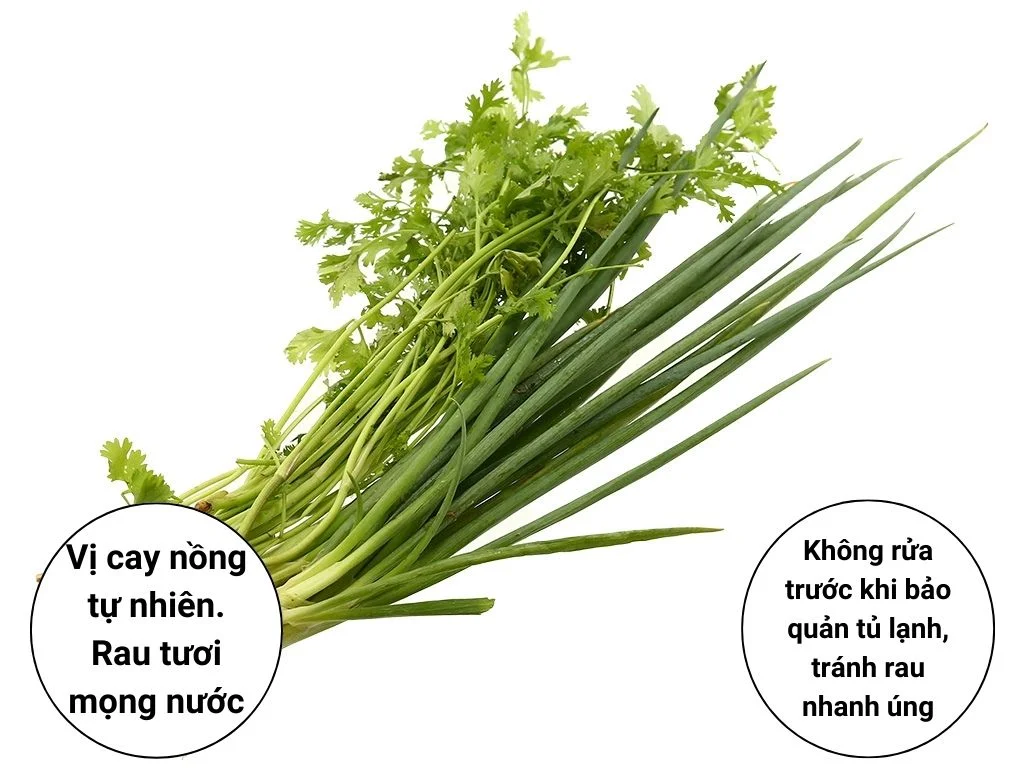 Vị cay nồng
tự nhiên.
Rau tươi
mọng nước
Không rửa
trước khi bảo
quản tủ lạnh,
tránh rau
nhanh úng